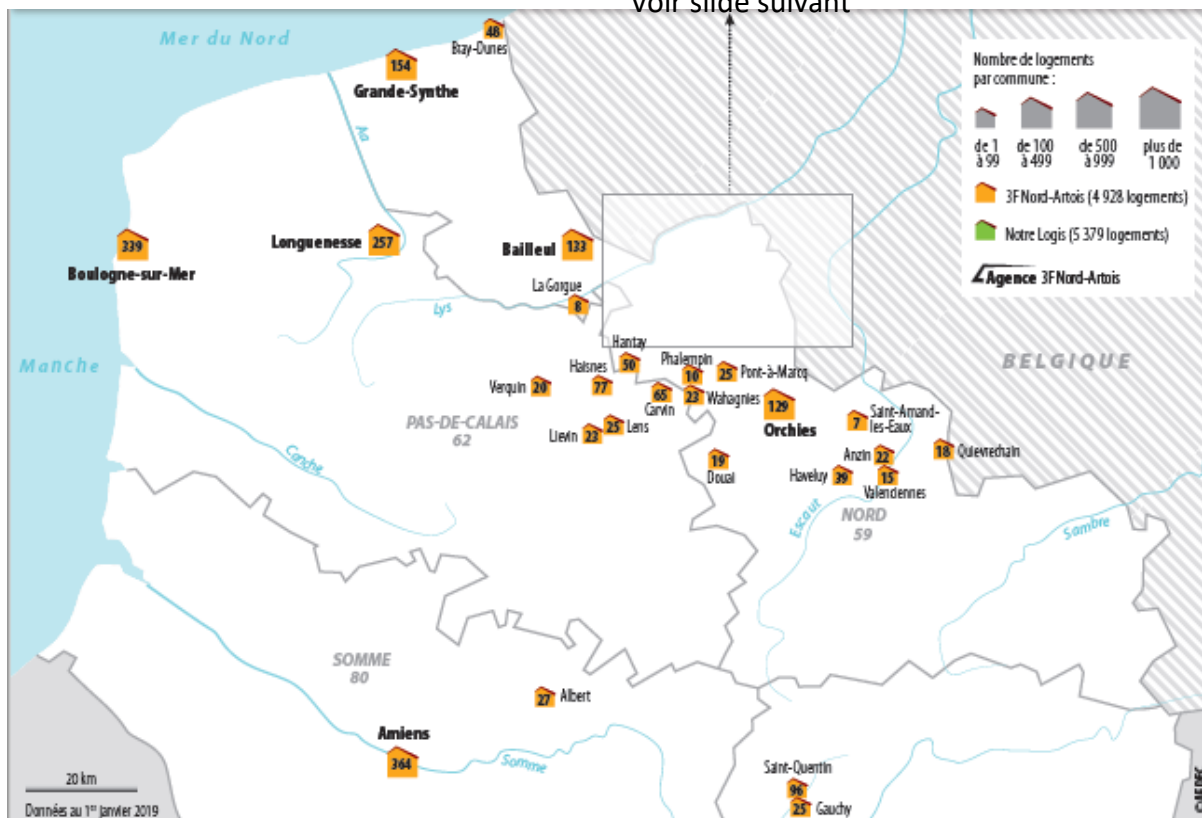 voir slide suivant
Mer du Nord
48
Bray-Dunes
154
Grande-Synthe
Aa
Nombre de logements
par commune :
de 1
à 99
de 100
à 499
de 500
à 999
plus de
1 000
3F Nord-Artois (4 928 logements)
Notre Logis (5 379 logements)
Agence 3F Nord-Artois
339
Boulogne-sur-Mer
Longuenesse
257
Bailleul
133
La Gorgue
8
Lys
Manche
BELGIQUE
Hantay
50
Haisnes
77
Phalempin
10
25
Pont-à-Marcq
Verquin
20
65
Carvin
23
Wahagnies
129
Orchies
PAS-DE-CALAIS
62
Lievin
23
25
Lens
7
Saint-Amand-
les-Eaux
Anzin
22
18
Quievrechain
19
Douai
Haveluy
39
15
Valenciennes
Canche
Escaut
NORD
59
Sambre
SOMME
80
27
Albert
Amiens
364
Somme
Saint-Quentin
96
25
Gauchy
20 km
Données au 1er janvier 2019